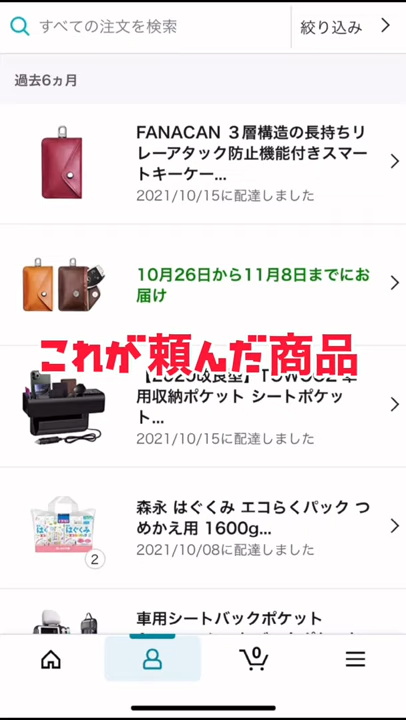 すべての注文を検索
絞り込み
過去6ヵ月
FANACAN ３層構造の長持ちリ
レーアタック防止機能付きスマー
トキーケー...
2021/10/15に配達しました
10月26日から11月8日までにお
届け
これが頼んだ商品
用収納ポケット シートポケッ
ト...
2021/10/15に配達しました
森永 はぐくみ エコらくパック つ
めかえ用 1600g...
2021/10/08に配達しました
2
車用シートバックポケット
0